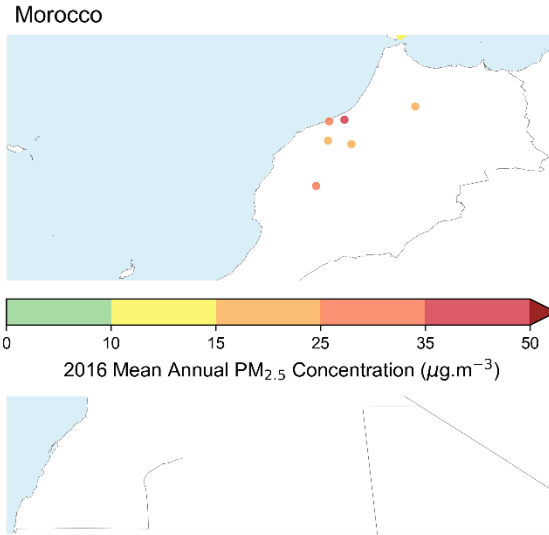 Morocco
0 10 15 25 35 50
2016 Mean Annual PM₂.₅ Concentration (μg.m⁻³)